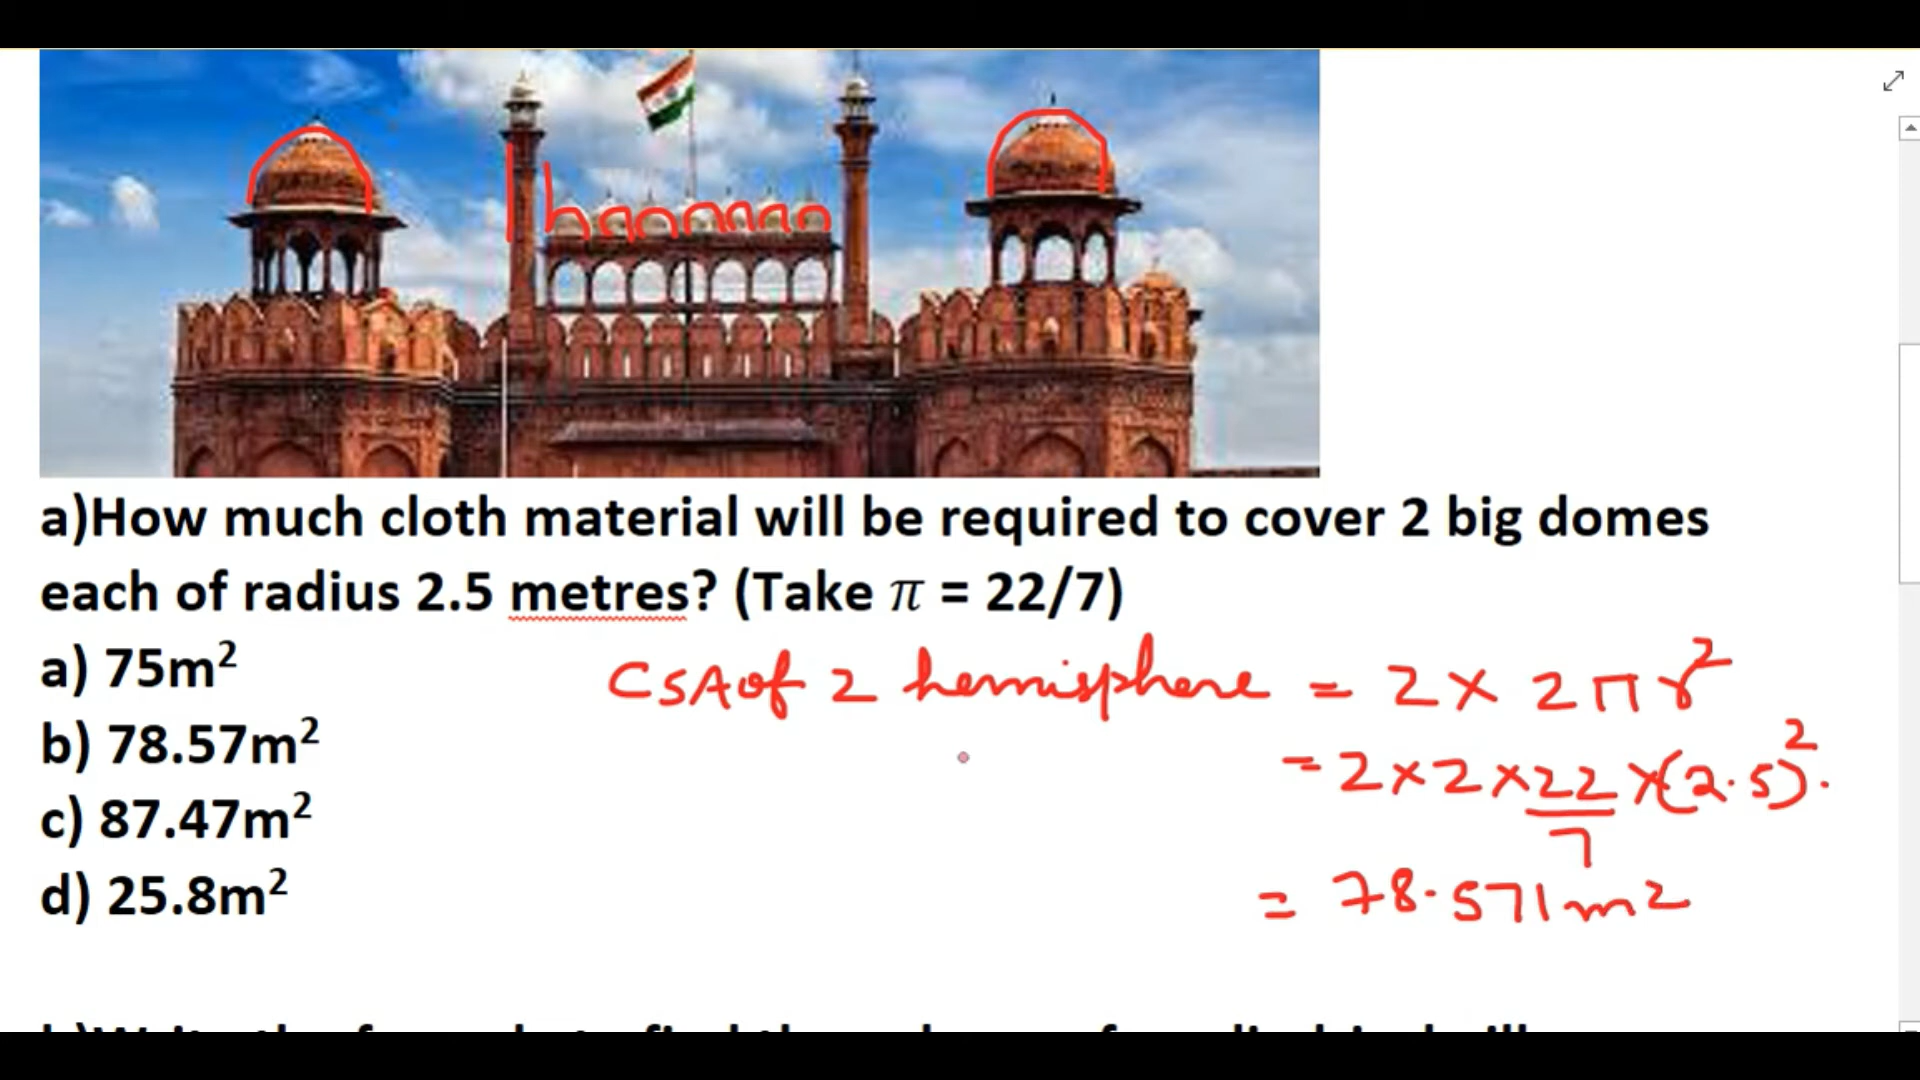 a)How much cloth material will be required to cover 2 big domes
each of radius 2.5 metres? (Take π = 22/7)
a) 75m²
CSA of 2 hemisphere = 2 × 2πr²
b) 78.57m²
= 2×2×22/7×(2.5)².
c) 87.47m²
= 78.571m²
d) 25.8m²